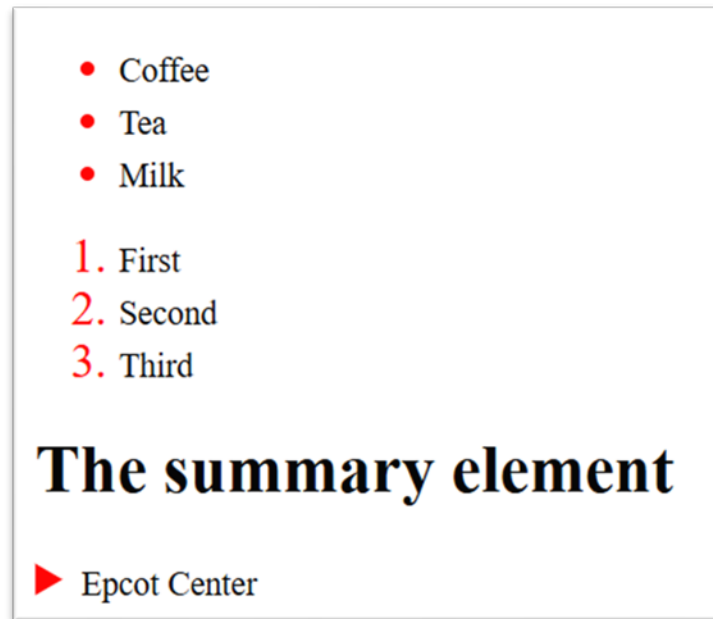 • Coffee
• Tea
• Milk
1. First
2. Second
3. Third
The summary element
▶ Epcot Center